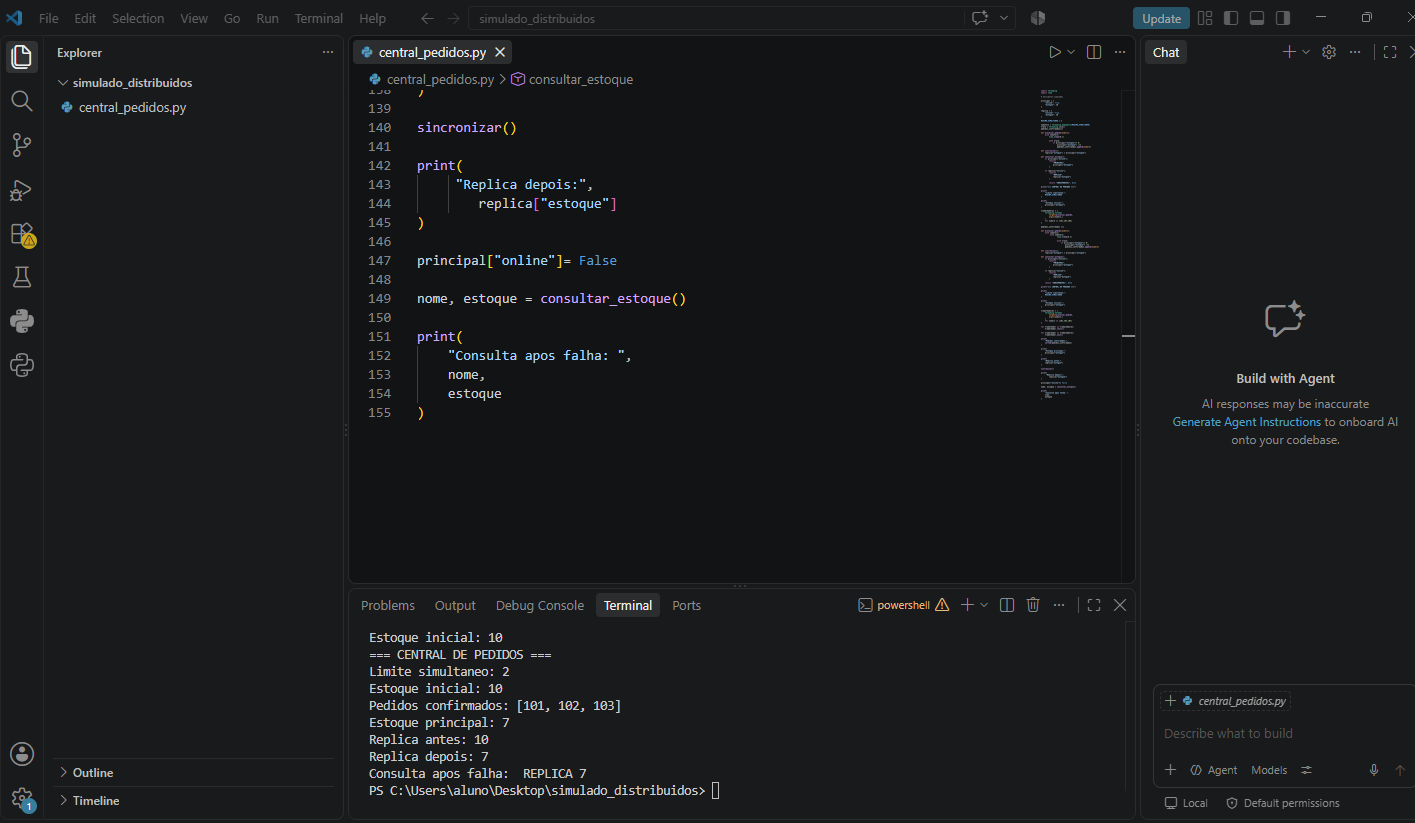 File Edit Selection View Go Run Terminal Help
simulado_distribuidos
Update
Explorer
simulado_distribuidos
central_pedidos.py
Outline
Timeline
1
central_pedidos.py
central_pedidos.py > consultar_estoque
138 )
139
140 sincronizar()
141
142 print(
143 "Replica depois:",
144 replica["estoque"]
145 )
146
147 principal["online"]= False
148
149 nome, estoque = consultar_estoque()
150
151 print(
152 "Consulta apos falha: ",
153 nome,
154 estoque
155 )
Problems Output Debug Console Terminal Ports
powershell
Estoque inicial: 10
=== CENTRAL DE PEDIDOS ===
Limite simultaneo: 2
Estoque inicial: 10
Pedidos confirmados: [101, 102, 103]
Estoque principal: 7
Replica antes: 10
Replica depois: 7
Consulta apos falha:  REPLICA 7
PS C:\Users\aluno\Desktop\simulado_distribuidos>
Chat
Build with Agent
AI responses may be inaccurate
Generate Agent Instructions to onboard AI
onto your codebase.
central_pedidos.py
Describe what to build
Agent Models
Local Default permissions